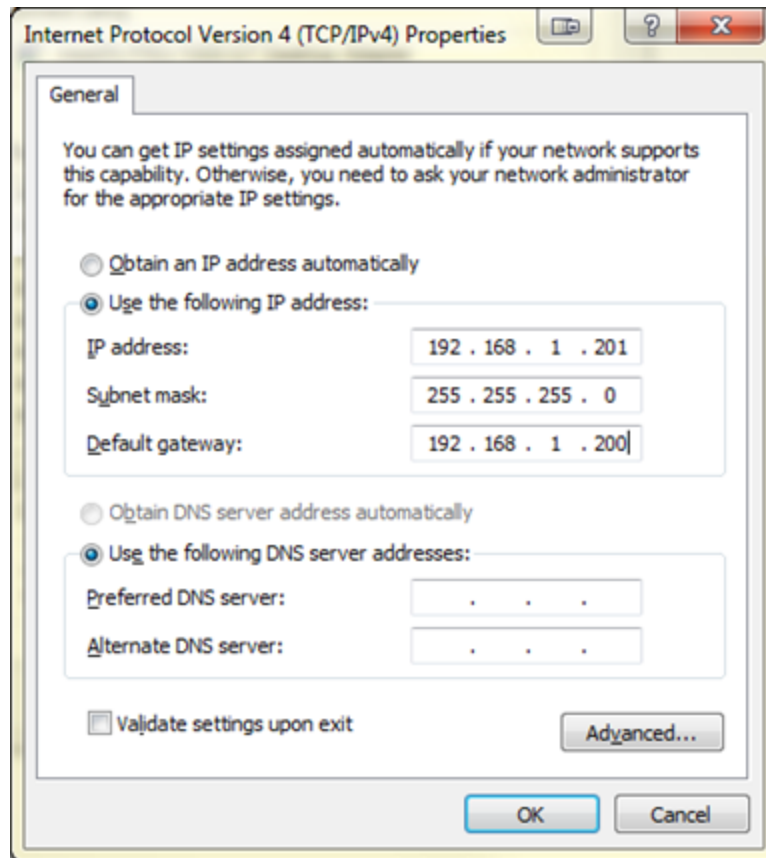 Internet Protocol Version 4 (TCP/IPv4) Properties
General
You can get IP settings assigned automatically if your network supports
this capability. Otherwise, you need to ask your network administrator
for the appropriate IP settings.
Obtain an IP address automatically
Use the following IP address:
IP address: 192 . 168 . 1 . 201
Subnet mask: 255 . 255 . 255 . 0
Default gateway: 192 . 168 . 1 . 200
Obtain DNS server address automatically
Use the following DNS server addresses:
Preferred DNS server: . . .
Alternate DNS server: . . .
Validate settings upon exit
Advanced...
OK Cancel